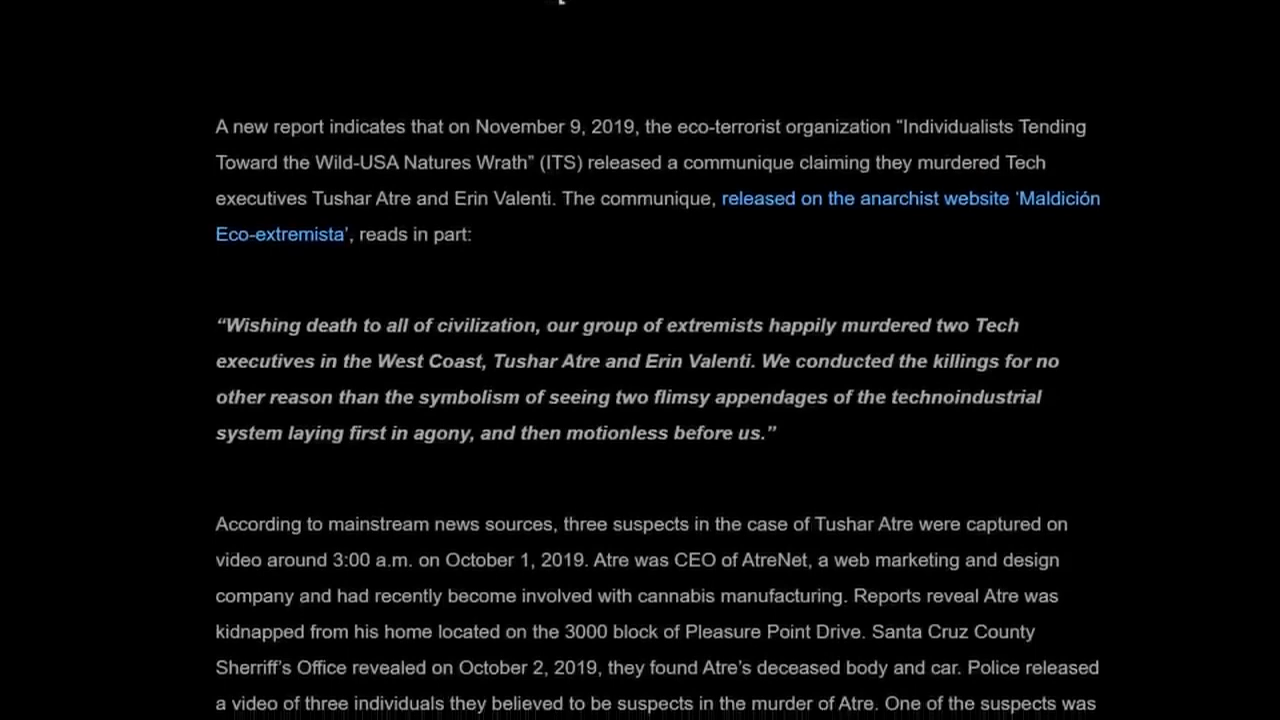 A new report indicates that on November 9, 2019, the eco-terrorist organization “Individualists Tending
Toward the Wild-USA Natures Wrath” (ITS) released a communique claiming they murdered Tech
executives Tushar Atre and Erin Valenti. The communique, released on the anarchist website ‘Maldición
Eco-extremista’, reads in part:
“Wishing death to all of civilization, our group of extremists happily murdered two Tech
executives in the West Coast, Tushar Atre and Erin Valenti. We conducted the killings for no
other reason than the symbolism of seeing two flimsy appendages of the technoindustrial
system laying first in agony, and then motionless before us.”
According to mainstream news sources, three suspects in the case of Tushar Atre were captured on
video around 3:00 a.m. on October 1, 2019. Atre was CEO of AtreNet, a web marketing and design
company and had recently become involved with cannabis manufacturing. Reports reveal Atre was
kidnapped from his home located on the 3000 block of Pleasure Point Drive. Santa Cruz County
Sherriff’s Office revealed on October 2, 2019, they found Atre’s deceased body and car. Police released
a video of three individuals they believed to be suspects in the murder of Atre. One of the suspects was